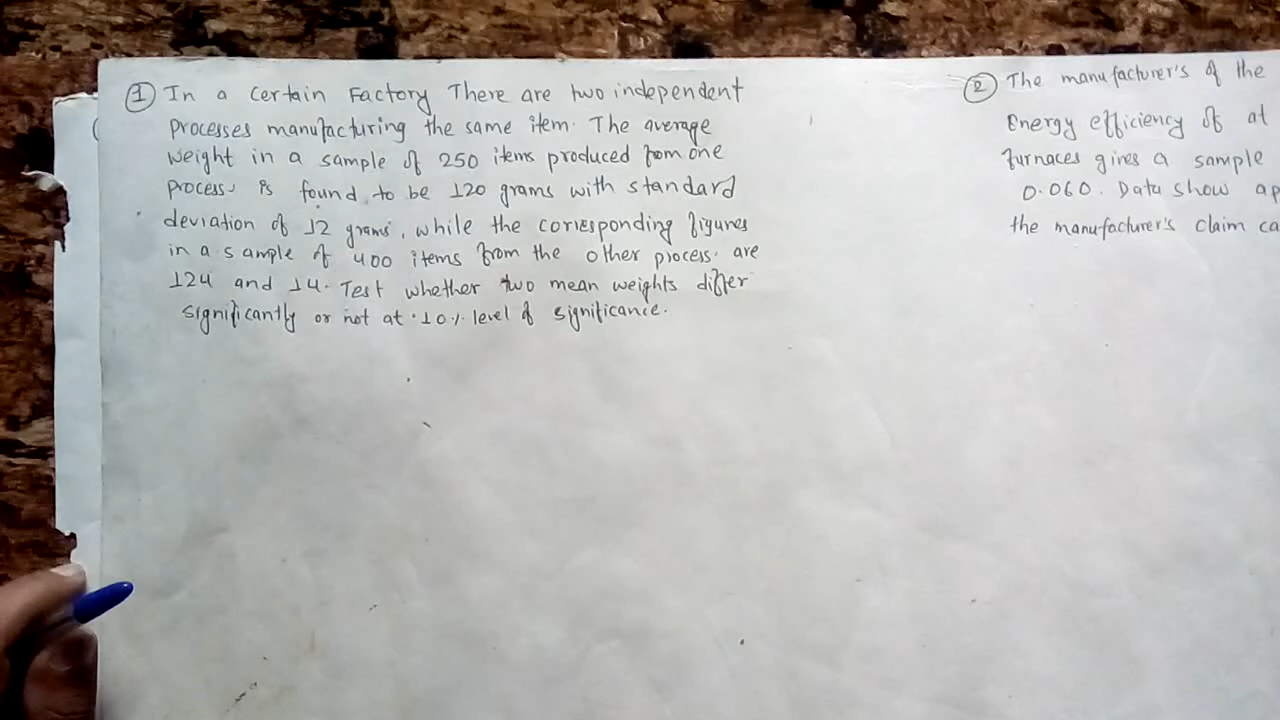 ① In a certain Factory There are two independent
processes manufacturing the same item. The average
weight in a sample of 250 items produced from one
process is found to be 120 grams with standard
deviation of 12 grams, while the corresponding figures
in a sample of 400 items from the other process are
124 and 14. Test whether two mean weights differ
significantly or not at 10% level of significance.
② The manufacturer's of the
Energy efficiency of at
furnaces gives a sample
0.060. Data show ap
the manufacturer's claim ca